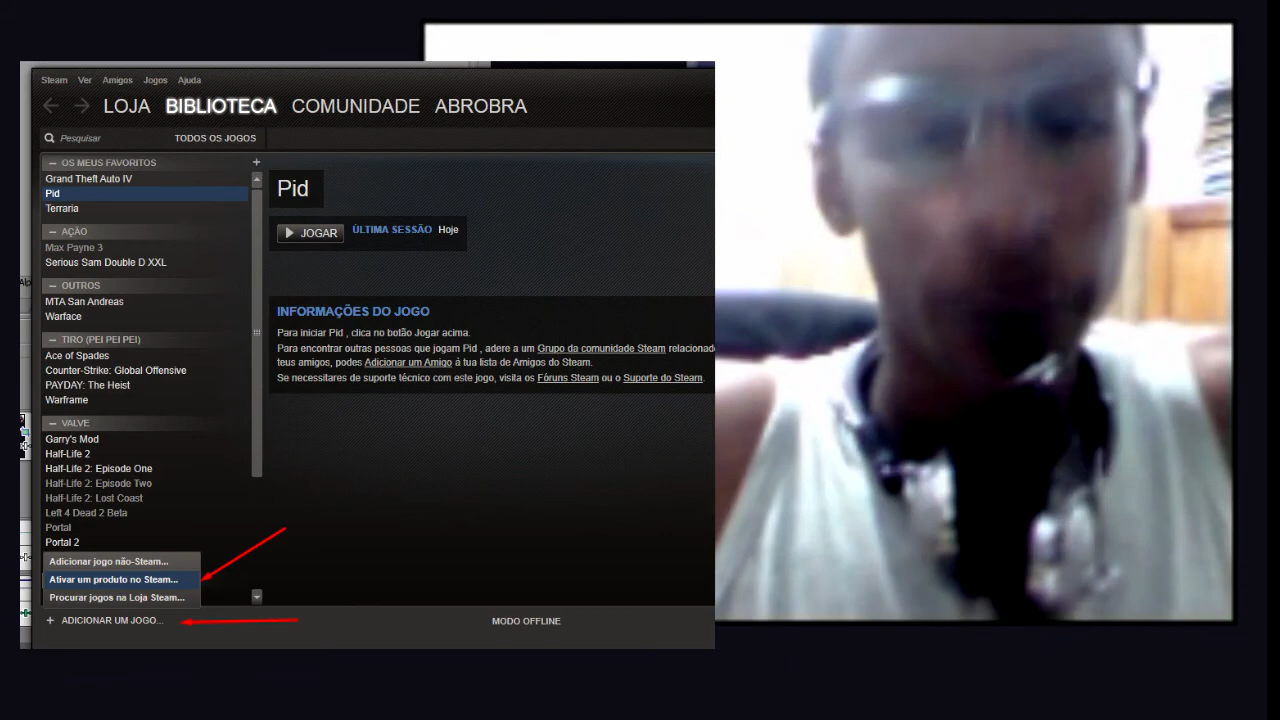 Steam Ver Amigos Jogos Ajuda
LOJA BIBLIOTECA COMUNIDADE ABROBRA
Pesquisar TODOS OS JOGOS
OS MEUS FAVORITOS
Grand Theft Auto IV
Pid
Terraria
AÇÃO
Max Payne 3
Serious Sam Double D XXL
OUTROS
MTA San Andreas
Warface
TIRO (PEI PEI PEI)
Ace of Spades
Counter-Strike: Global Offensive
PAYDAY: The Heist
Warframe
VALVE
Garry's Mod
Half-Life 2
Half-Life 2: Episode One
Half-Life 2: Episode Two
Half-Life 2: Lost Coast
Left 4 Dead 2 Beta
Portal
Portal 2
Adicionar jogo não-Steam...
Ativar um produto no Steam...
Procurar jogos na Loja Steam...
+ ADICIONAR UM JOGO...
Pid
JOGAR ÚLTIMA SESSÃO Hoje
INFORMAÇÕES DO JOGO
Para iniciar Pid , clica no botão Jogar acima.
Para encontrar outras pessoas que jogam Pid , adere a um Grupo da comunidade Steam relacionado
teus amigos, podes Adicionar um Amigo à tua lista de Amigos do Steam.
Se necessitares de suporte técnico com este jogo, visita os Fóruns Steam ou o Suporte do Steam.
MODO OFFLINE